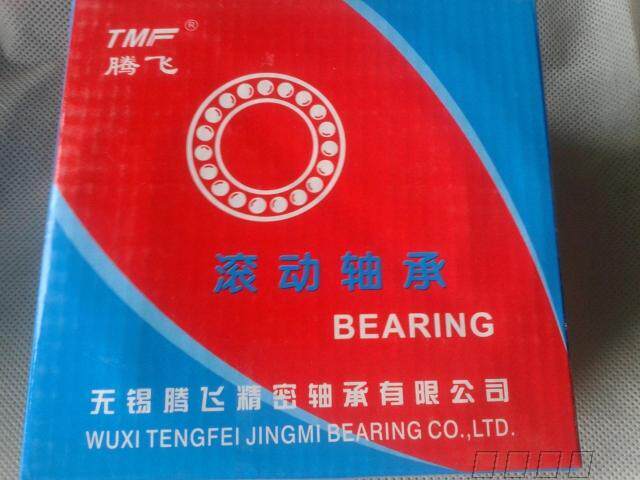 TMF®
腾飞
滚动轴承
BEARING
无锡腾飞精密轴承有限公司
WUXI TENGFEI JINGMI BEARING CO.,LTD.